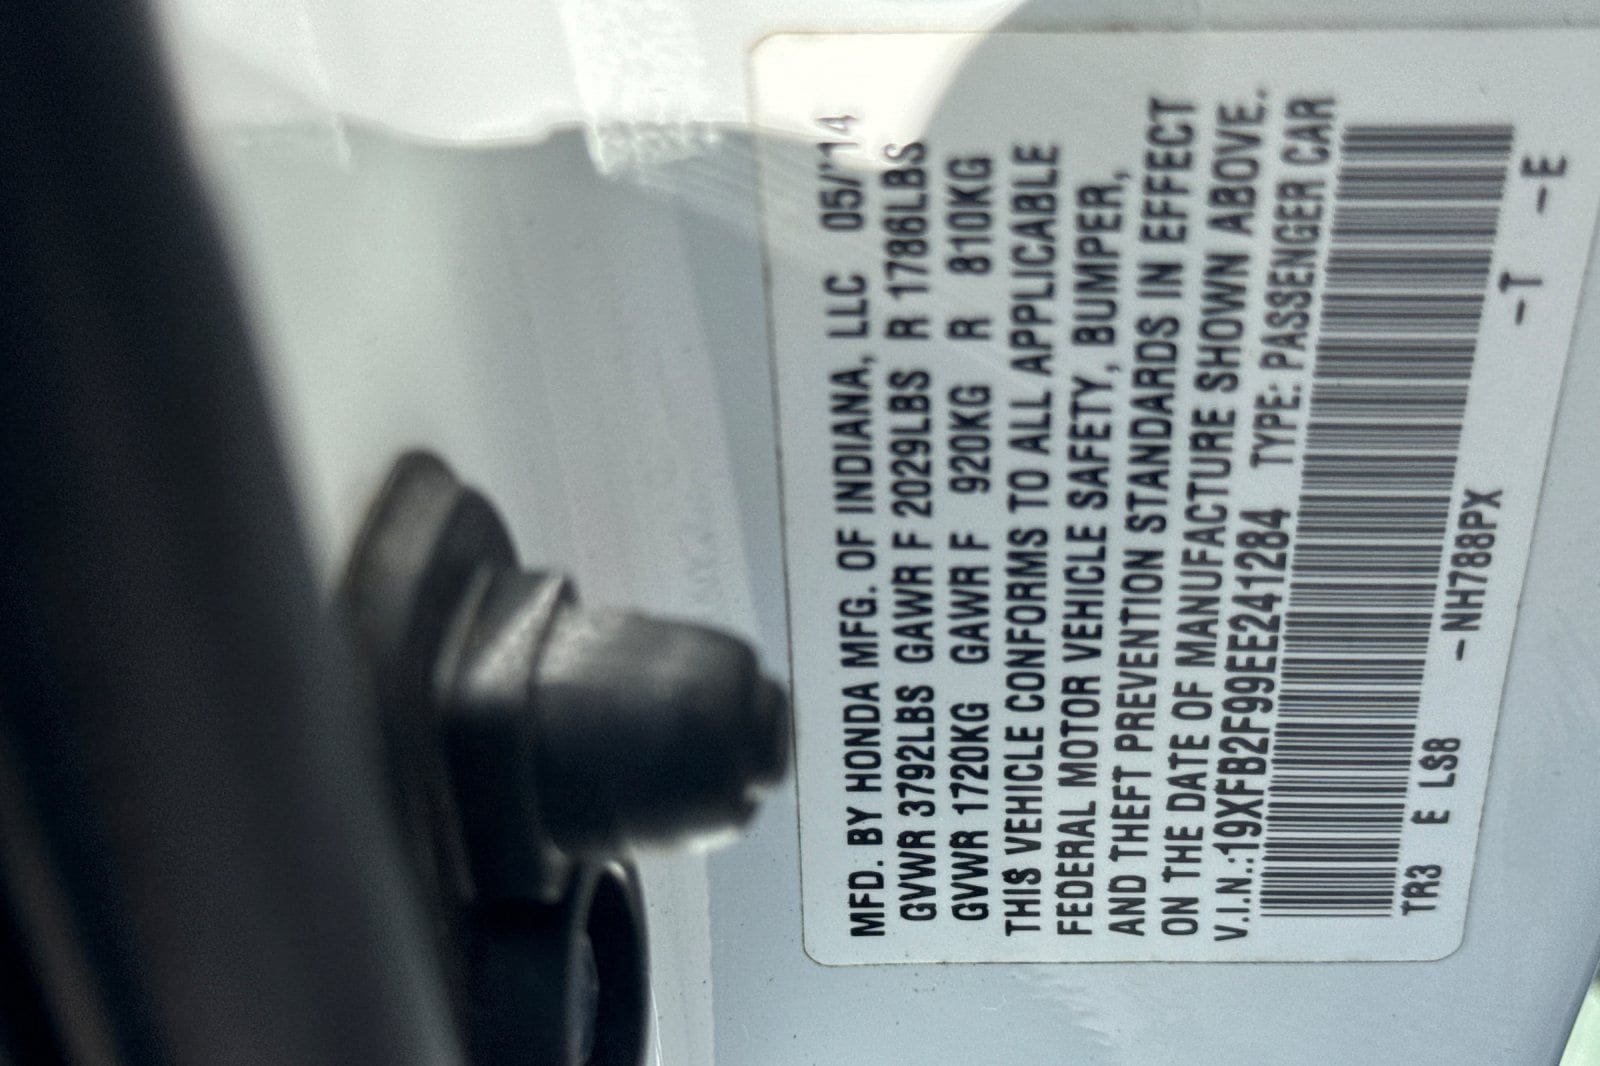 MFD. BY HONDA MFG. OF INDIANA, LLC 05/'14
GVWR 3792LBS GAWR F 2029LBS R 1786LBS
GVWR 1720KG GAWR F 920KG R 810KG
THIS VEHICLE CONFORMS TO ALL APPLICABLE
FEDERAL MOTOR VEHICLE SAFETY, BUMPER,
AND THEFT PREVENTION STANDARDS IN EFFECT
ON THE DATE OF MANUFACTURE SHOWN ABOVE.
V.I.N.:19XFB2F99EE241284 TYPE: PASSENGER CAR
TR3 E LS8 -NH788PX -T -E